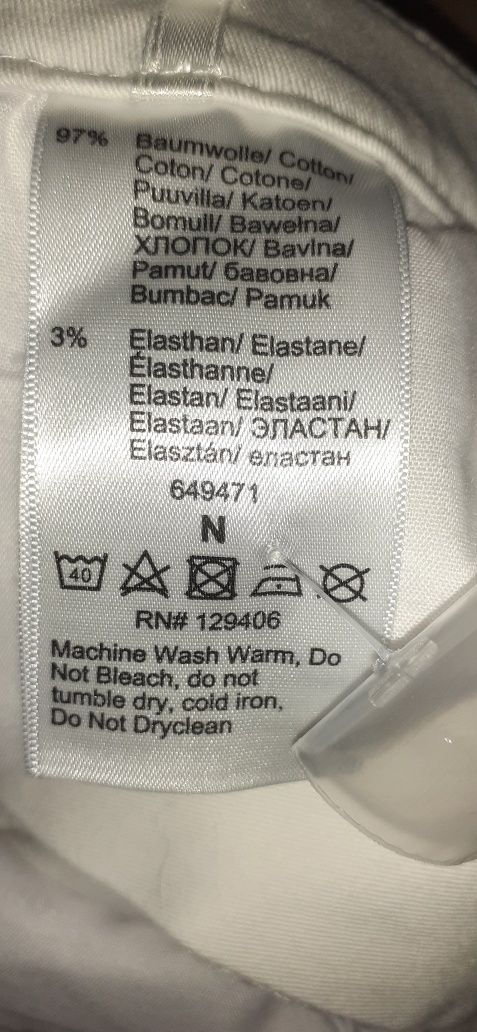 97% Baumwolle/ Cotton/
Coton/ Cotone/
Puuvilla/ Katoen/
Bomull/ Bawełna/
ХЛОПОК/ Bavlna/
Pamut/ бавовна/
Bumbac/ Pamuk
3% Elasthan/ Elastane/
Élasthanne/
Elastan/ Elastaani/
Elastaan/ ЭЛАСТАН/
Elasztán/ еластан
649471
N
40
RN# 129406
Machine Wash Warm, Do
Not Bleach, do not
tumble dry, cold iron,
Do Not Dryclean